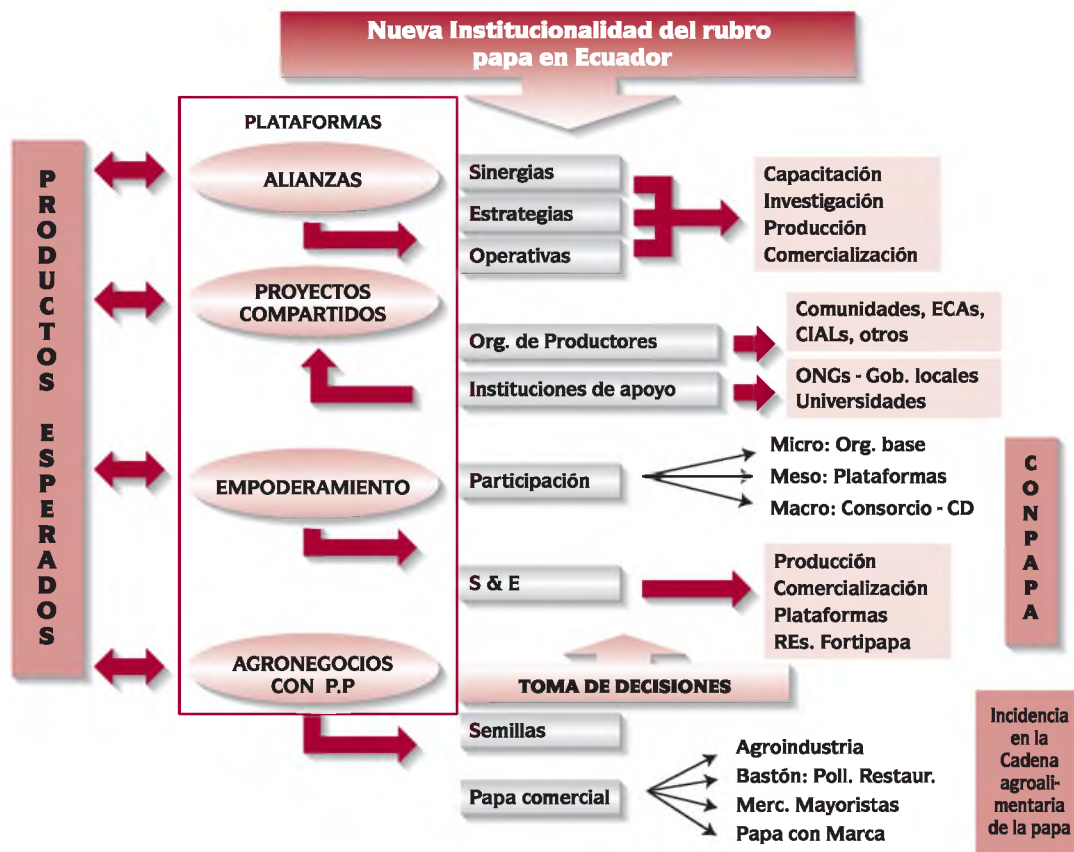 Nueva Institucionalidad del rubro
papa en Ecuador
PRODUCTOS ESPERADOS
PLATAFORMAS
ALIANZAS
Sinergias
Estrategias
Operativas
Capacitación
Investigación
Producción
Comercialización
PROYECTOS
COMPARTIDOS
Org. de Productores
Instituciones de apoyo
Comunidades, ECAs,
CIALs, otros
ONGs - Gob. locales
Universidades
EMPODERAMIENTO
Participación
Micro: Org. base
Meso: Plataformas
Macro: Consorcio - CD
S & E
Producción
Comercialización
Plataformas
REs. Fortipapa
CONPAPA
AGRONEGOCIOS
CON P.P
TOMA DE DECISIONES
Semillas
Papa comercial
Agroindustria
Bastón: Poll. Restaur.
Merc. Mayoristas
Papa con Marca
Incidencia
en la
Cadena
agroali-
mentaria
de la papa